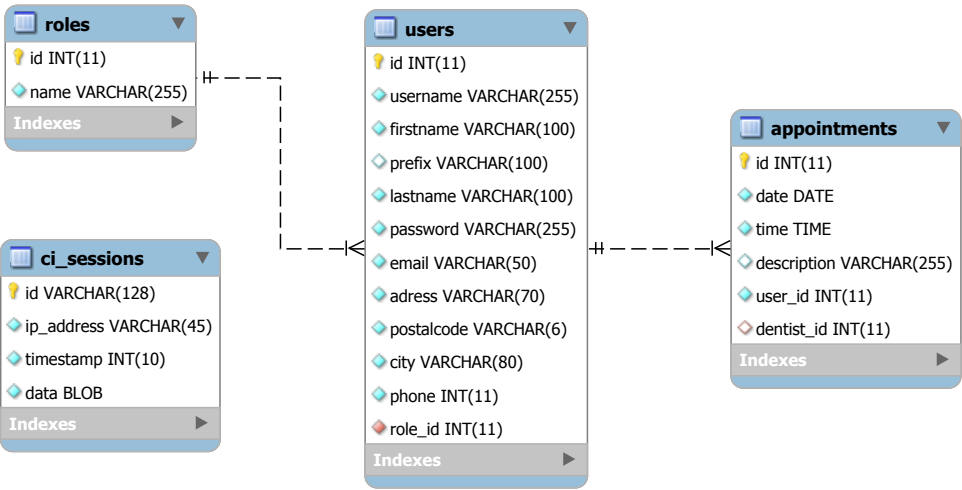 roles
id INT(11)
name VARCHAR(255)
Indexes
ci_sessions
id VARCHAR(128)
ip_address VARCHAR(45)
timestamp INT(10)
data BLOB
Indexes
users
id INT(11)
username VARCHAR(255)
firstname VARCHAR(100)
prefix VARCHAR(100)
lastname VARCHAR(100)
password VARCHAR(255)
email VARCHAR(50)
adress VARCHAR(70)
postalcode VARCHAR(6)
city VARCHAR(80)
phone INT(11)
role_id INT(11)
Indexes
appointments
id INT(11)
date DATE
time TIME
description VARCHAR(255)
user_id INT(11)
dentist_id INT(11)
Indexes